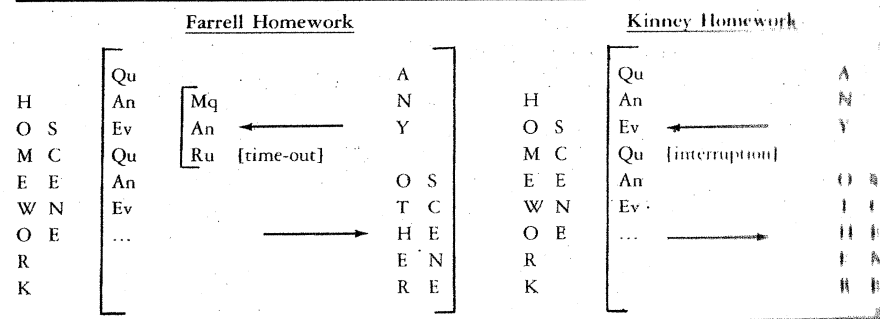 Farrell Homework Kinney Homework
Qu A Qu A
H An Mq N H An N
O S Ev An Y O S Ev Y
M C Qu Ru [time-out] M C Qu [interruption]
E E An O S E E An O
W N Ev T C W N Ev
O E ... H E O E ... H
R E N R
K R E K